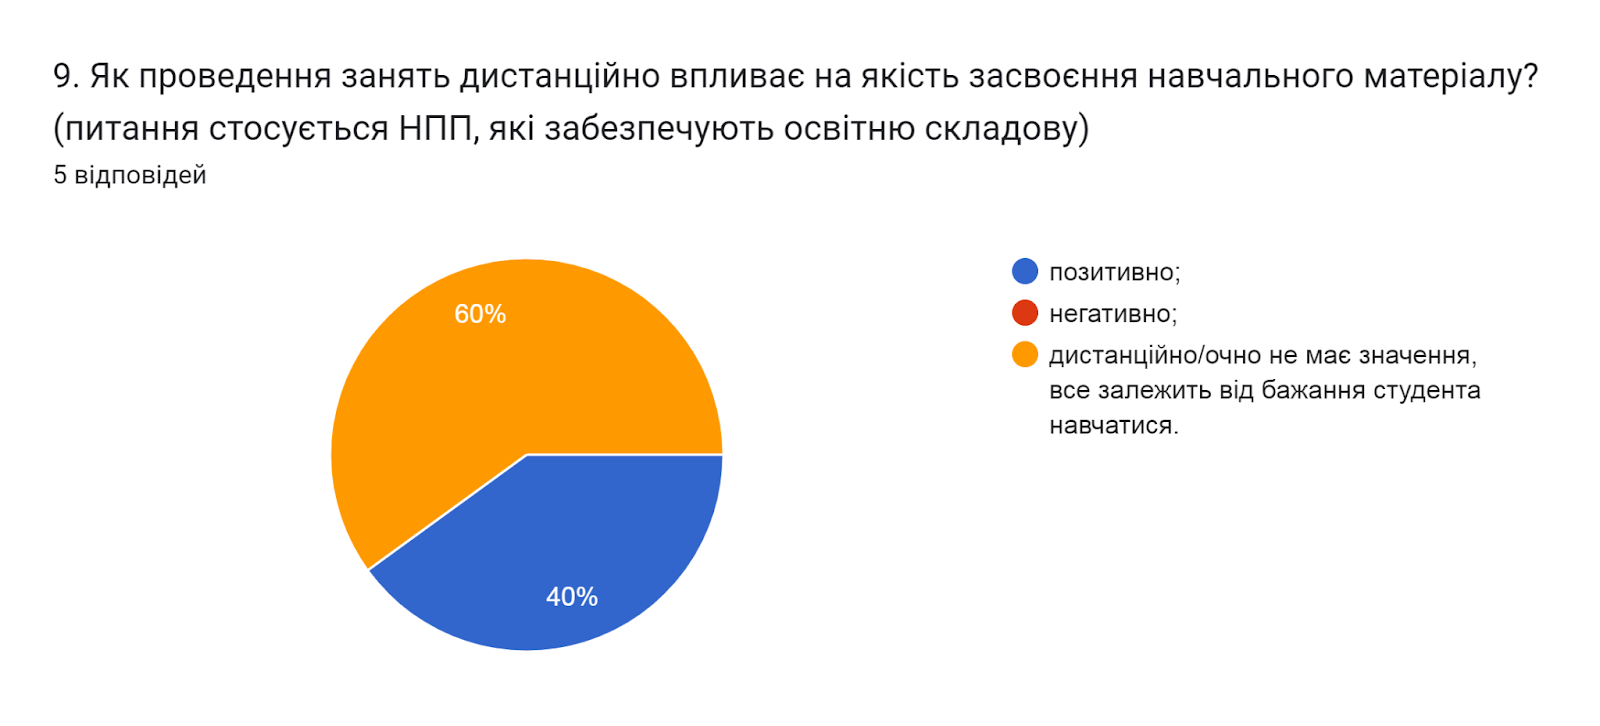 9. Як проведення занять дистанційно впливає на якість засвоєння навчального матеріалу?
(питання стосується НПП, які забезпечують освітню складову)
5 відповідей
60%
40%
позитивно;
негативно;
дистанційно/очно не має значення,
все залежить від бажання студента
навчатися.